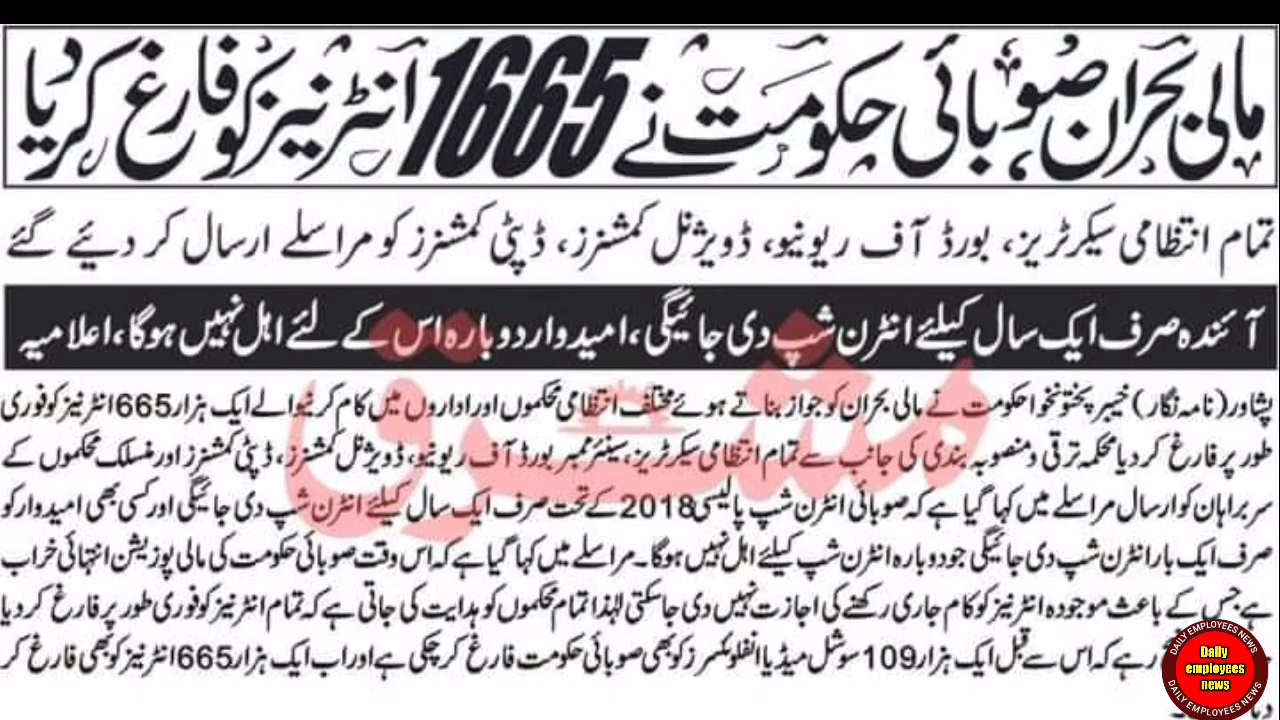 مالی بحران صوبائی حکومت نے 1665 انٹرنیز کو فارغ کر دیا
تمام انتظامی سیکرٹریز، بورڈ آف ریونیو، ڈویژنل کمشنرز، ڈپٹی کمشنرز کو مراسلے ارسال کر دیئے گئے
آئندہ صرف ایک سال کیلئے انٹرن شپ دی جائیگی، امیدوار دوبارہ اس کے لئے اہل نہیں ہوگا، اعلامیہ
پشاور (نامہ نگار) خیبر پختونخوا حکومت نے مالی بحران کو جواز بناتے ہوئے مختلف انتظامی محکموں اور اداروں میں کام کرنیوالے ایک ہزار 665 انٹرنیز کو فوری
طور پر فارغ کر دیا محکمہ ترقی و منصوبہ بندی کی جانب سے تمام انتظامی سیکرٹریز، سینئر ممبر بورڈ آف ریونیو، ڈویژنل کمشنرز، ڈپٹی کمشنرز اور منسلک محکموں کے
سربراہان کو ارسال مراسلے میں کہا گیا ہے کہ صوبائی انٹرن شپ پالیسی 2018 کے تحت صرف ایک سال کیلئے انٹرن شپ دی جائیگی اور کسی بھی امیدوار کو
صرف ایک بار انٹرن شپ دی جائیگی جو دوبارہ انٹرن شپ کیلئے اہل نہیں ہوگا۔ مراسلے میں کہا گیا ہے کہ اس وقت صوبائی حکومت کی مالی پوزیشن انتہائی خراب
ہے جس کے باعث موجودہ انٹرنیز کو کام جاری رکھنے کی اجازت نہیں دی جا سکتی لہٰذا تمام محکموں کو ہدایت کی جاتی ہے کہ تمام انٹرنیز کو فوری طور پر فارغ کر دیا
رہے کہ اس سے قبل ایک ہزار 109 سوشل میڈیا انفلوئنسرز کو بھی صوبائی حکومت فارغ کر چکی ہے اور اب ایک ہزار 665 انٹرنیز کو بھی فارغ کر
مشرق
DAILY EMPLOYEES NEWS
Daily
employees
news
DAILY EMPLOYEES NEWS